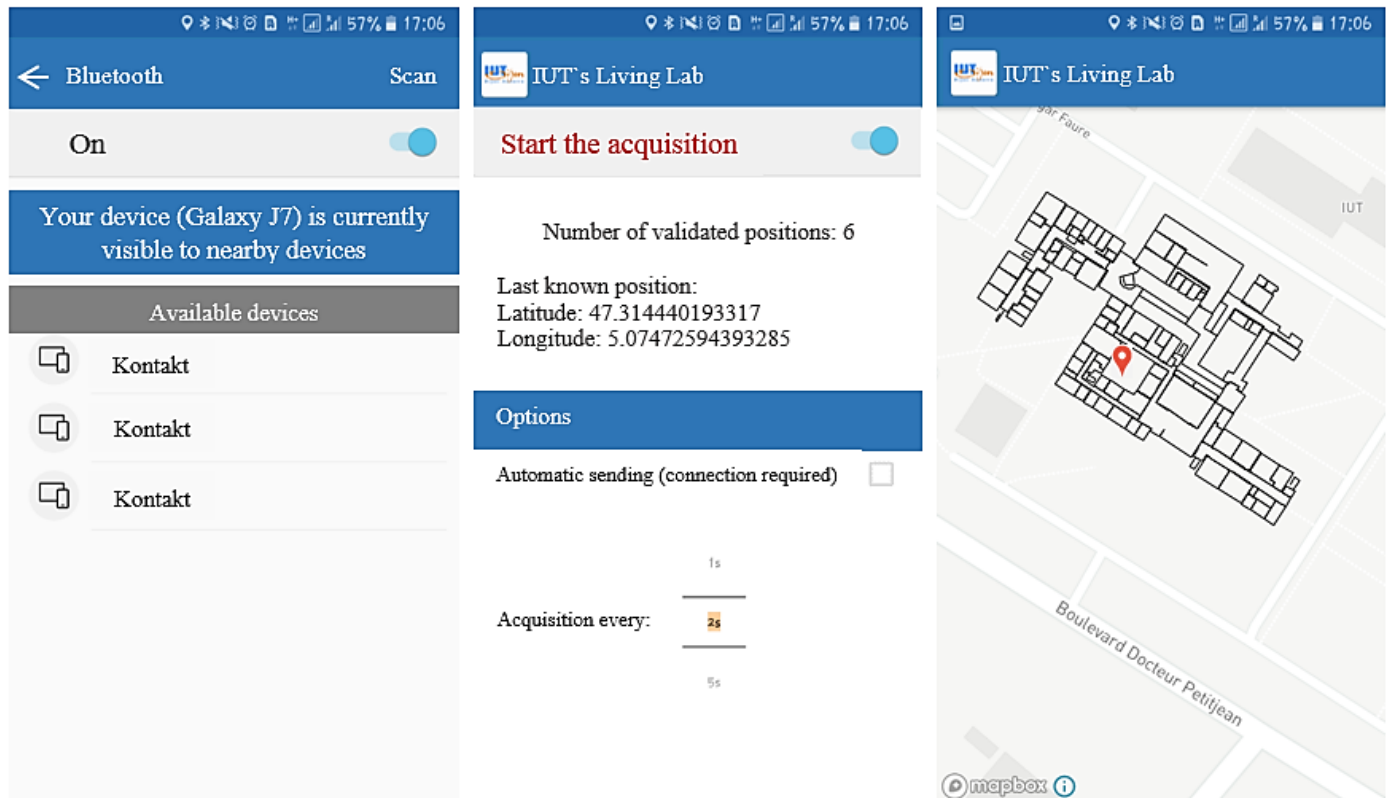 57% 17:06
Bluetooth
Scan
On
Your device (Galaxy J7) is currently
visible to nearby devices
Available devices
Kontakt
Kontakt
Kontakt
57% 17:06
IUT
IUT`s Living Lab
Start the acquisition
Number of validated positions: 6
Last known position:
Latitude: 47.314440193317
Longitude: 5.07472594393285
Options
Automatic sending (connection required)
1s
Acquisition every:
2s
5s
57% 17:06
IUT
IUT`s Living Lab
gar Faure
IUT
Boulevard Docteur Petitjean
mapbox